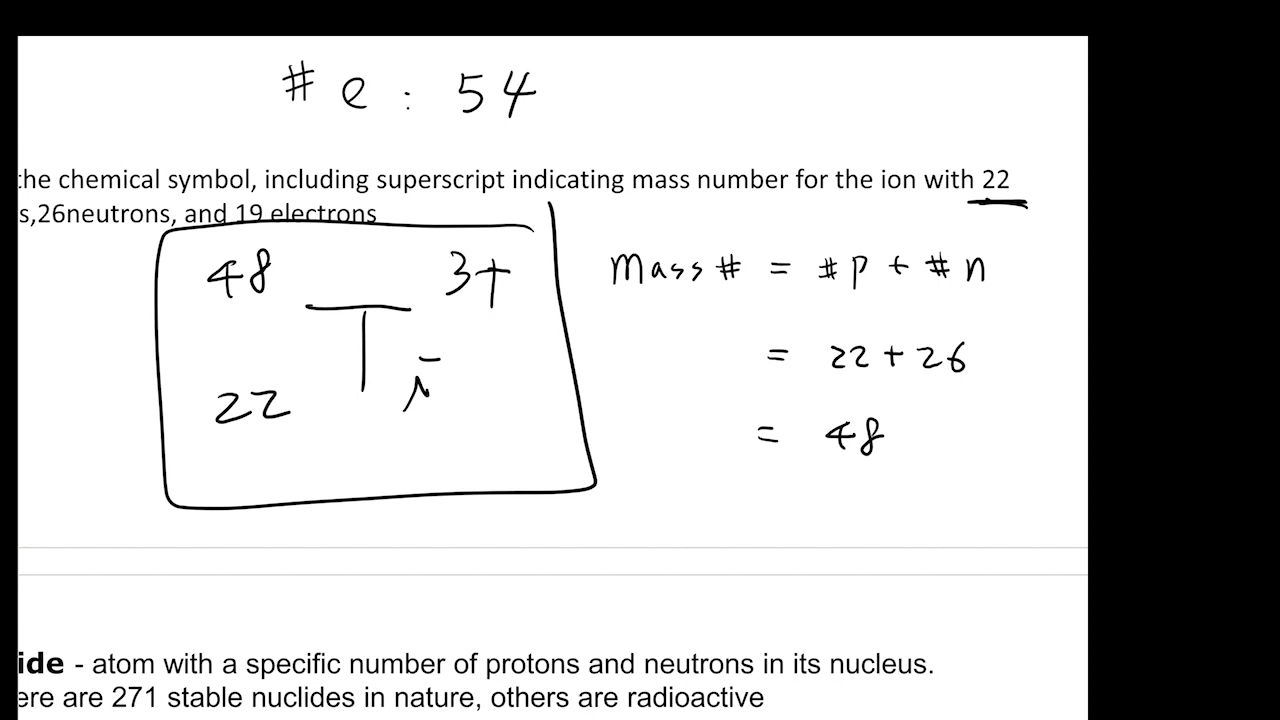 # e : 54
the chemical symbol, including superscript indicating mass number for the ion with 22
s,26neutrons, and 19 electrons
48 Ti 3+
22
Mass # = # p + # n
= 22 + 26
= 48
ide - atom with a specific number of protons and neutrons in its nucleus.
ere are 271 stable nuclides in nature, others are radioactive